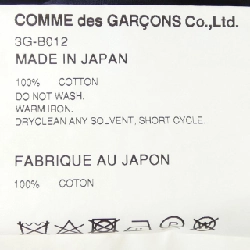 COMME des GARÇONS Co., Ltd.
3G-B012
MADE IN JAPAN
100% COTTON
DO NOT WASH.
WARM IRON.
DRYCLEAN ANY SOLVENT, SHORT CYCLE
FABRIQUE AU JAPON
100% COTON